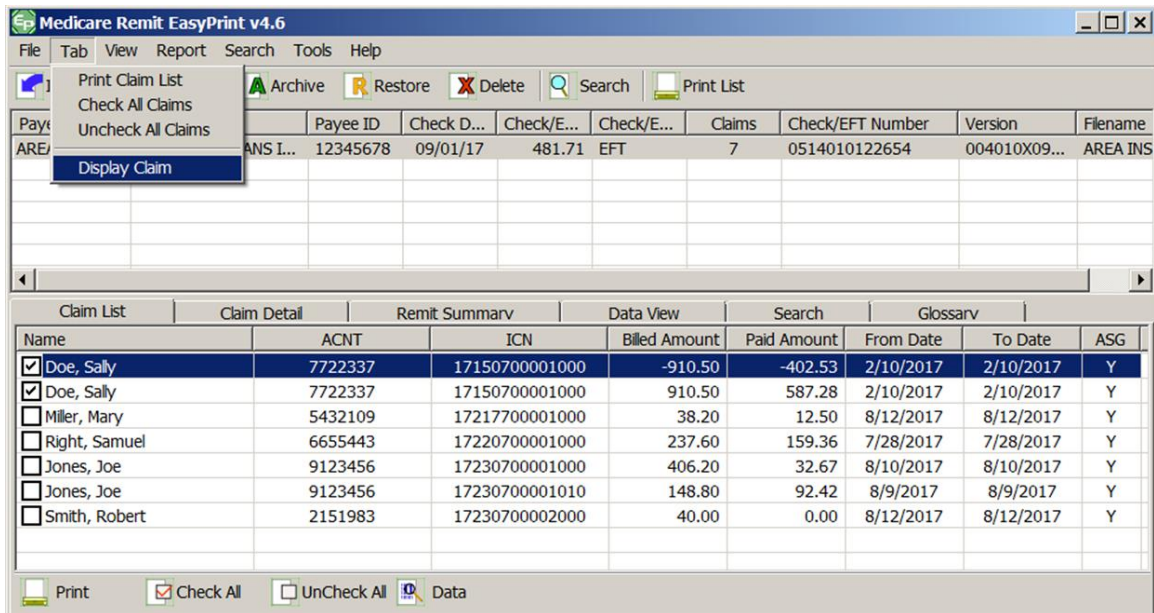 Medicare Remit EasyPrint v4.6
File Tab View Report Search Tools Help
Print Claim List
Check All Claims
Uncheck All Claims
Display Claim
Archive Restore Delete Search Print List
Paye Payee ID Check D... Check/E... Check/E... Claims Check/EFT Number Version Filename
AREA ANS I... 12345678 09/01/17 481.71 EFT 7 0514010122654 004010X09... AREA INS
Claim List Claim Detail Remit Summary Data View Search Glossary
Name ACNT ICN Billed Amount Paid Amount From Date To Date ASG
Doe, Sally 7722337 17150700001000 -910.50 -402.53 2/10/2017 2/10/2017 Y
Doe, Sally 7722337 17150700001000 910.50 587.28 2/10/2017 2/10/2017 Y
Miller, Mary 5432109 17217700001000 38.20 12.50 8/12/2017 8/12/2017 Y
Right, Samuel 6655443 17220700001000 237.60 159.36 7/28/2017 7/28/2017 Y
Jones, Joe 9123456 17230700001000 406.20 32.67 8/10/2017 8/10/2017 Y
Jones, Joe 9123456 17230700001010 148.80 92.42 8/9/2017 8/9/2017 Y
Smith, Robert 2151983 17230700002000 40.00 0.00 8/12/2017 8/12/2017 Y
Print Check All UnCheck All Data